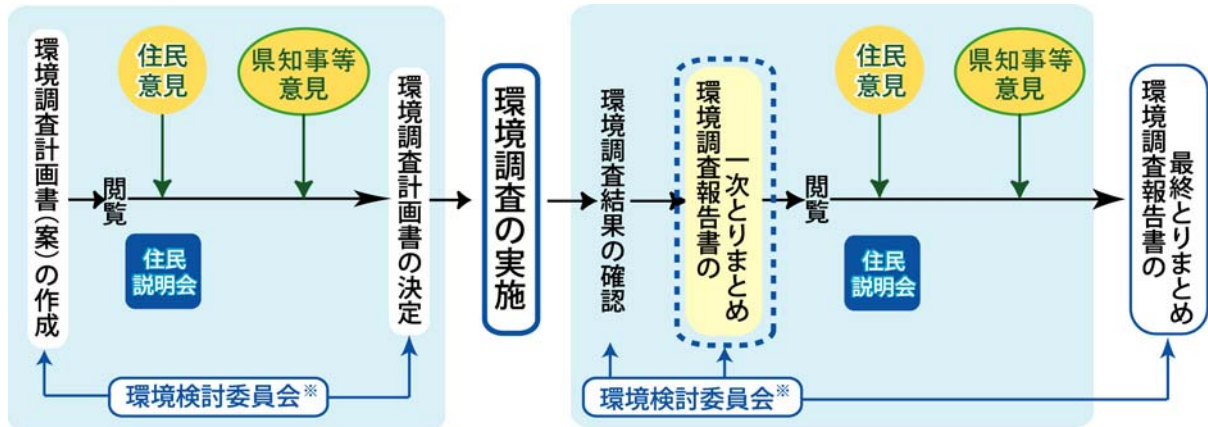 環境調査計画書(案)の作成
閲覧
住民
意見
県知事等
意見
住民
説明会
環境調査計画書の決定
環境検討委員会※
環境調査の実施
環境調査結果の確認
環境調査報告書の
一次とりまとめ
閲覧
住民
意見
県知事等
意見
住民
説明会
環境調査報告書の
最終とりまとめ
環境検討委員会※